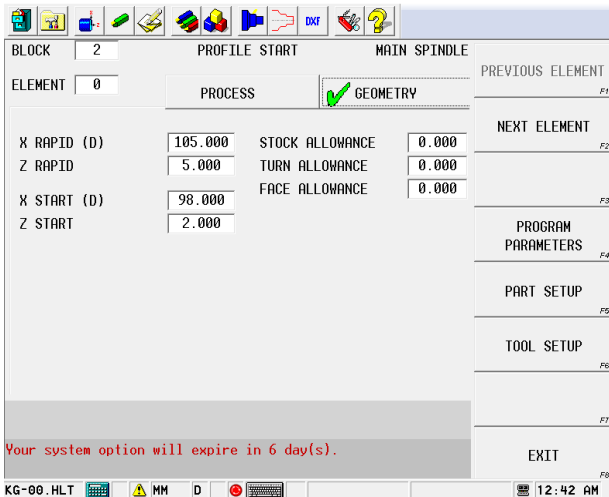 DXF
BLOCK 2 PROFILE START MAIN SPINDLE
ELEMENT 0
PROCESS GEOMETRY
X RAPID (D) 105.000 STOCK ALLOWANCE 0.000
Z RAPID 5.000 TURN ALLOWANCE 0.000
FACE ALLOWANCE 0.000
X START (D) 98.000
Z START 2.000
PREVIOUS ELEMENT
F1
NEXT ELEMENT
F2
F3
PROGRAM
PARAMETERS
F4
PART SETUP
F5
TOOL SETUP
F6
F7
EXIT
F8
Your system option will expire in 6 day(s).
KG-00.HLT MM D 12:42 AM